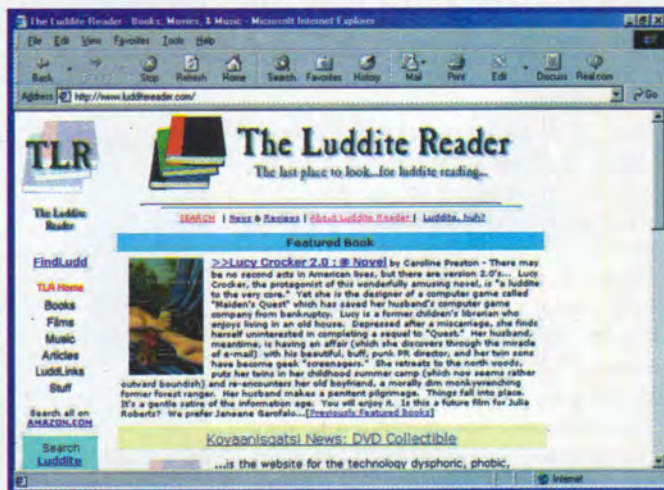 The Luddite Reader - Books, Movies, & Music - Microsoft Internet Explorer
File Edit View Favorites Tools Help
Back Stop Refresh Home Search Favorites History Mail Print Edit Discuss Real.com
Address http://www.ludditereader.com/ Go
TLR
The Luddite Reader
The last place to look...for luddite reading...
The Luddite
Reader
SEARCH | News & Reviews | About Luddite Reader | Luddite, huh?
FindLudd
TLR Home
Books
Films
Music
Articles
LuddLinks
Stuff
Search all on
AMAZON.COM
Search
Luddite
Featured Book
>>Lucy Crocker 2.0 : @ Novel by Caroline Preston - There may
be no second acts in American lives, but there are version 2.0's... Lucy
Crocker, the protagonist of this wonderfully amusing novel, is "a luddite
to the very core." Yet she is the designer of a computer game called
"Maiden's Quest" which has saved her husband's computer game
company from bankruptcy. Lucy is a former children's librarian who
enjoys living in an old house. Depressed after a miscarriage, she finds
herself uninterested in completing a sequel to "Quest." Her husband,
meantime, is having an affair (which she discovers through the miracle
of e-mail) with his beautiful, buff, punk PR director, and her twin sons
have become geek "screenagers." She retreats to the north woods,
puts her twins in her childhood summer camp (which now seems rather
outward boundish) and re-encounters her old boyfriend, a morally dim monkeywrenching
former forest ranger. Her husband makes a penitent pilgrimage. Things fall into place.
It's a gentle satire of the information age. You will enjoy it. Is this a future film for Julia
Roberts? We prefer Janeane Garofalo...[Previously Featured Books]
Koyaanisqatsi News: DVD Collectible
...is the website for the technology dysphoric, phobic,
Internet